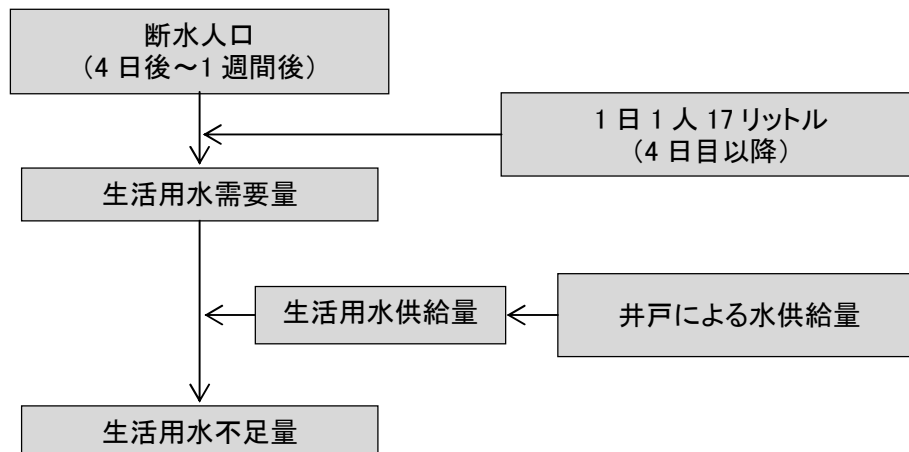 断水人口
（4 日後～1 週間後）
1 日 1 人 17 リットル
（4 日目以降）
生活用水需要量
生活用水供給量
井戸による水供給量
生活用水不足量